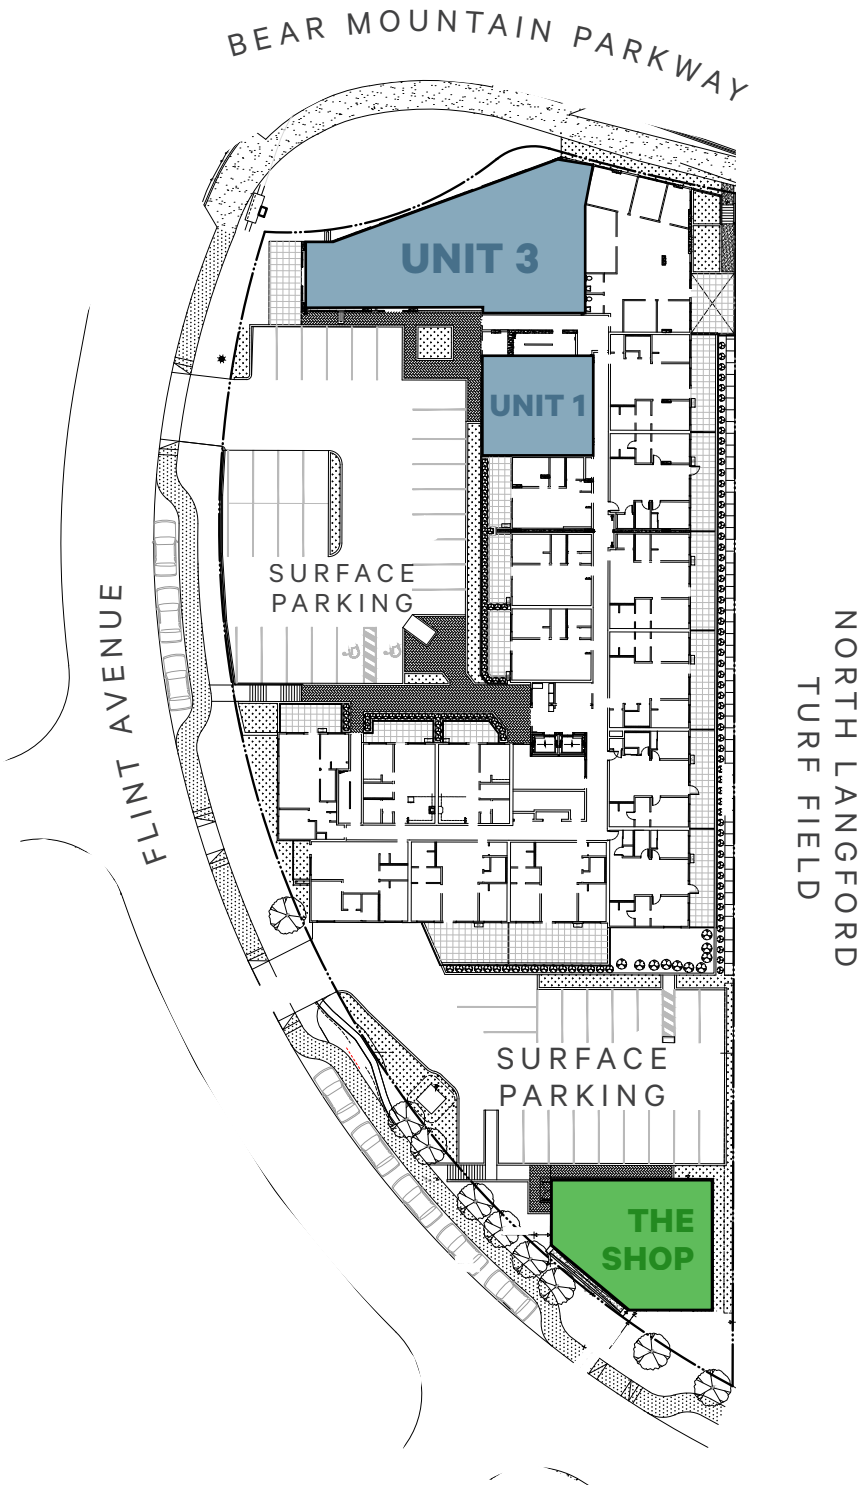 BEAR MOUNTAIN PARKWAY
UNIT 3
UNIT 1
SURFACE
PARKING
FLINT AVENUE
NORTH LANGFORD
TURF FIELD
SURFACE
PARKING
THE
SHOP